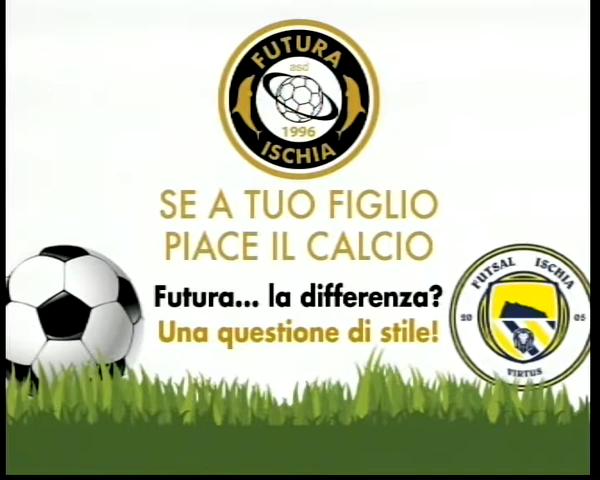 FUTURA
asd
1996
ISCHIA
SE A TUO FIGLIO
PIACE IL CALCIO
Futura... la differenza?
Una questione di stile!
FUTSAL ISCHIA
20 05
VIRTUS